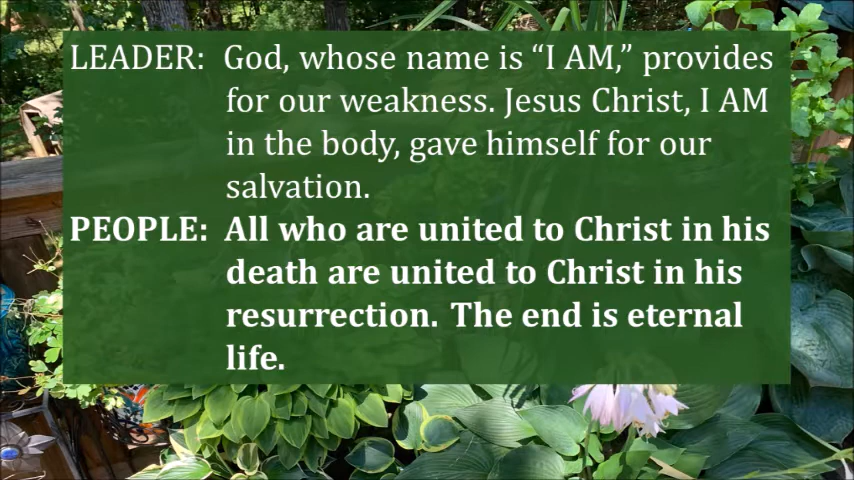 LEADER: God, whose name is “I AM,” provides
for our weakness. Jesus Christ, I AM
in the body, gave himself for our
salvation.
PEOPLE: All who are united to Christ in his
death are united to Christ in his
resurrection. The end is eternal
life.